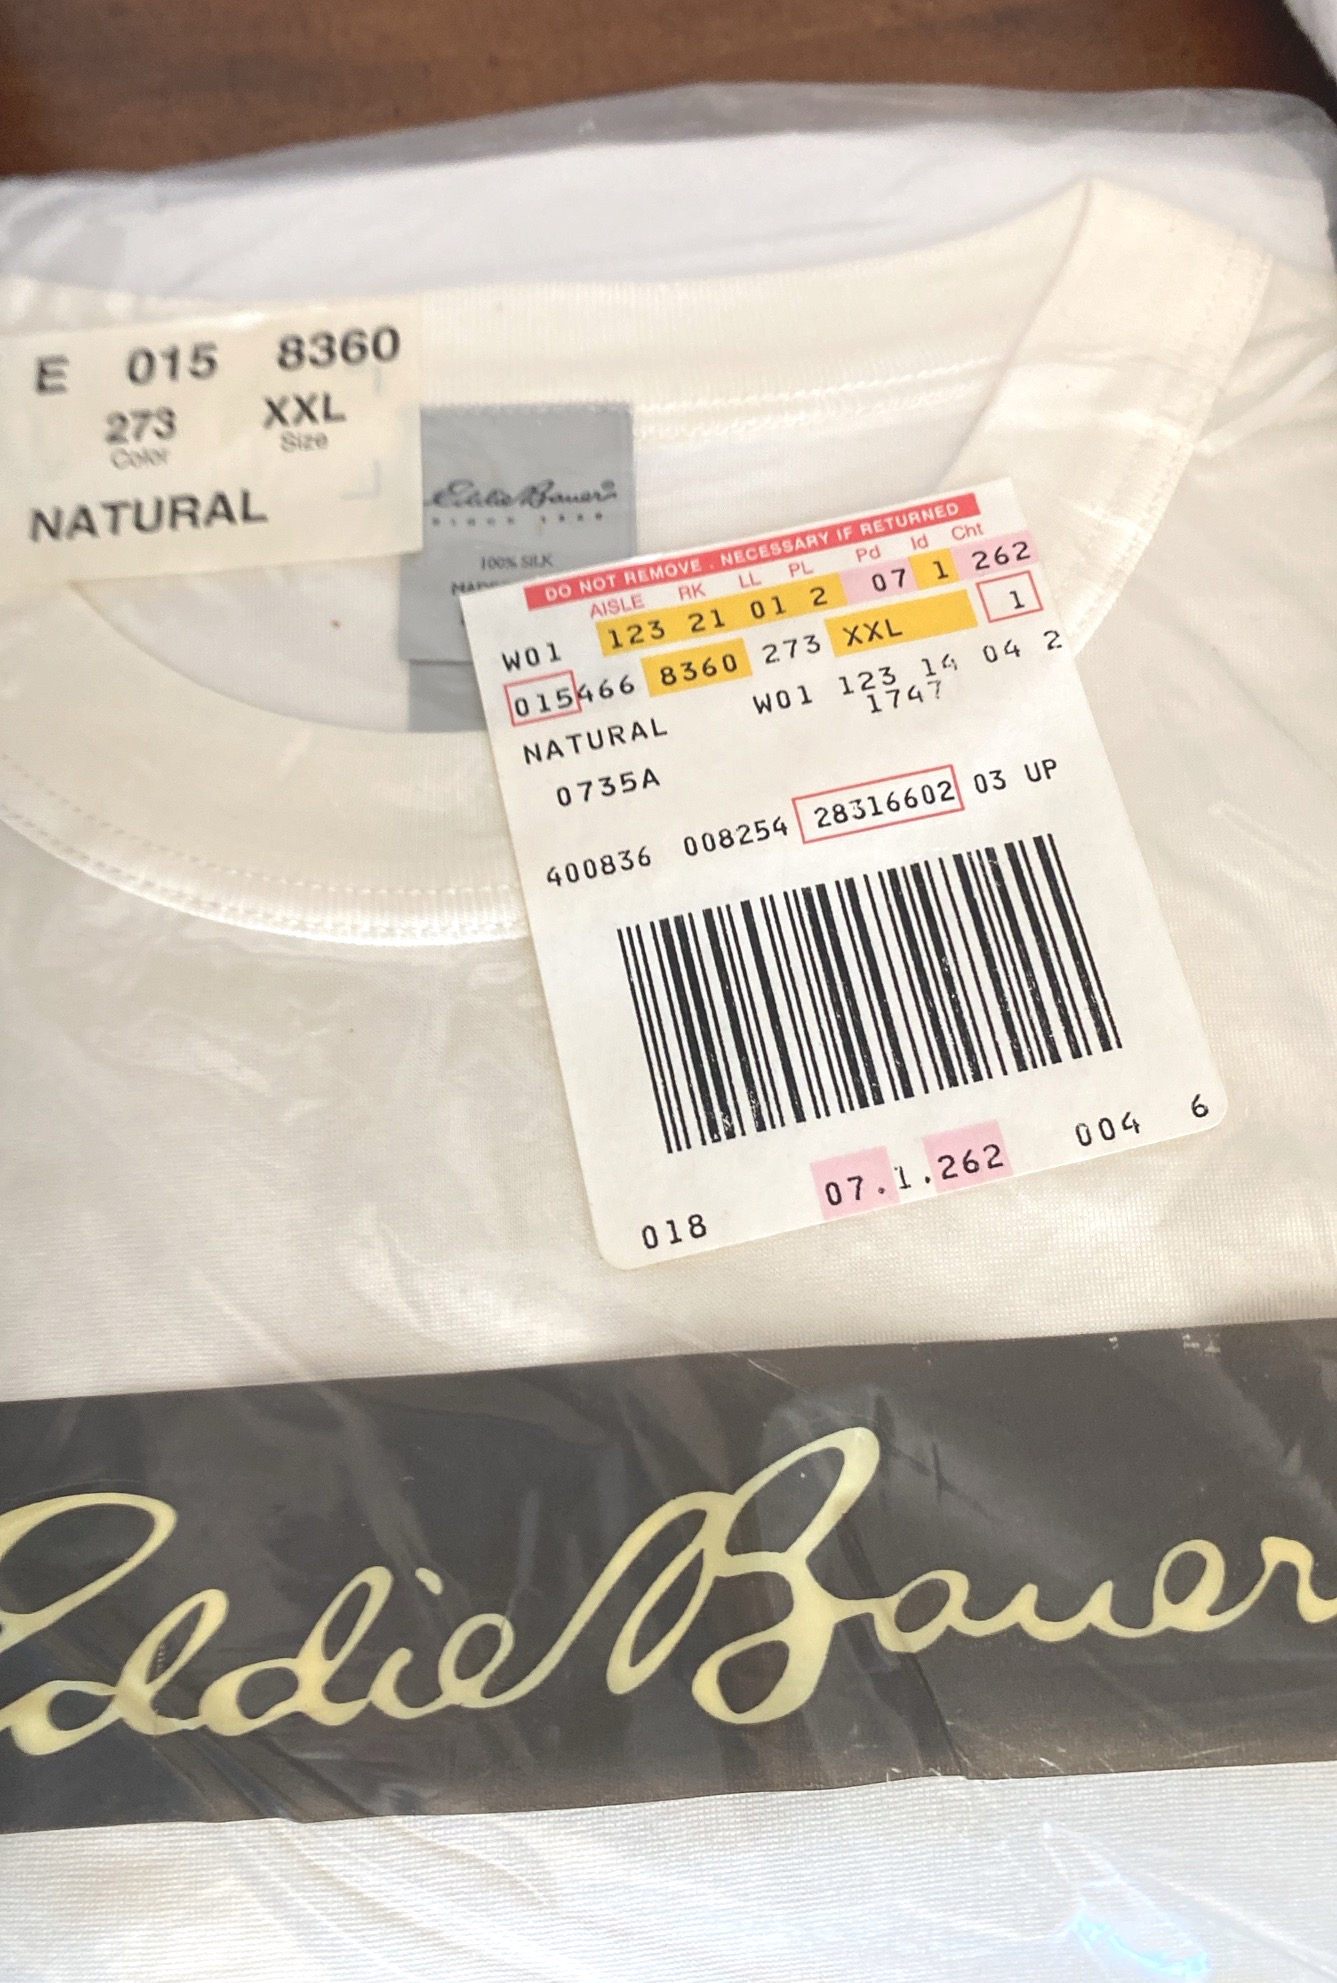 E 015 8360
273 XXL
Color Size
NATURAL
Eddie Bauer®
100% SILK
DO NOT REMOVE . NECESSARY IF RETURNED
AISLE RK LL PL Pd Id Cht
W01 123 21 01 2 07 1 262
015466 8360 273 XXL 1
NATURAL W01 123 14 04 2
1747
0735A
400836 008254 28316602 03 UP
07.1.262 004 6
018
Eddie Bauer